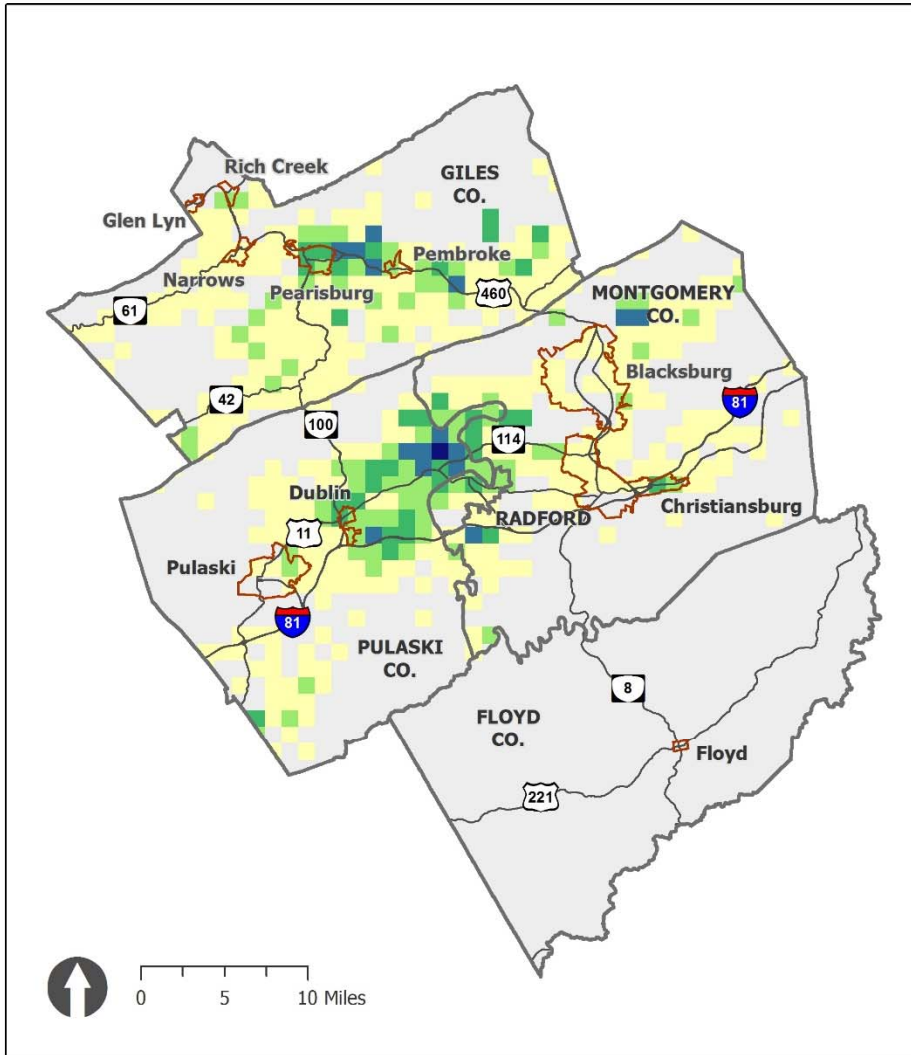 Rich Creek
GILES
CO.
Glen Lyn
Narrows
Pearisburg
Pembroke
460
61
MONTGOMERY
CO.
Blacksburg
42
81
100
114
Dublin
RADFORD
Christiansburg
11
Pulaski
81
PULASKI
CO.
8
FLOYD
CO.
Floyd
221
0 5 10 Miles